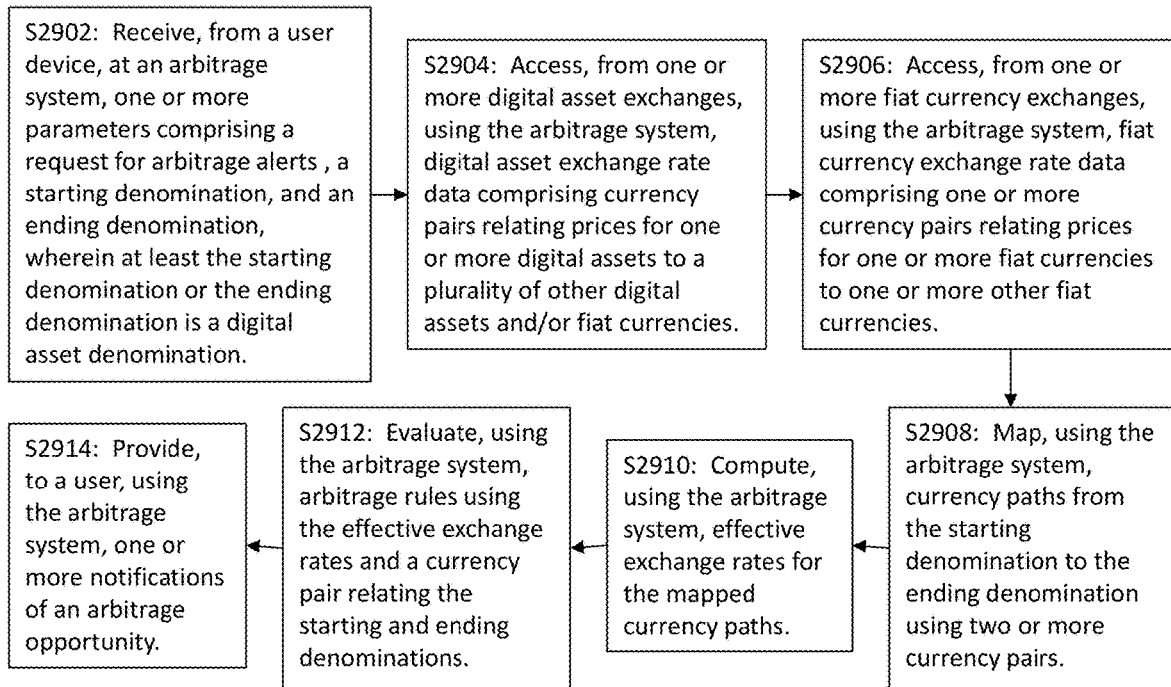 S2902: Receive, from a user
device, at an arbitrage
system, one or more
parameters comprising a
request for arbitrage alerts , a
starting denomination, and an
ending denomination,
wherein at least the starting
denomination or the ending
denomination is a digital
asset denomination.
S2904: Access, from one or
more digital asset exchanges,
using the arbitrage system,
digital asset exchange rate
data comprising currency
pairs relating prices for one
or more digital assets to a
plurality of other digital
assets and/or fiat currencies.
S2906: Access, from one or
more fiat currency exchanges,
using the arbitrage system, fiat
currency exchange rate data
comprising one or more
currency pairs relating prices
for one or more fiat currencies
to one or more other fiat
currencies.
S2908: Map, using the
arbitrage system,
currency paths from
the starting
denomination to the
ending denomination
using two or more
currency pairs.
S2910: Compute,
using the arbitrage
system, effective
exchange rates for
the mapped
currency paths.
S2912: Evaluate, using
the arbitrage system,
arbitrage rules using
the effective exchange
rates and a currency
pair relating the
starting and ending
denominations.
S2914: Provide,
to a user, using
the arbitrage
system, one or
more notifications
of an arbitrage
opportunity.